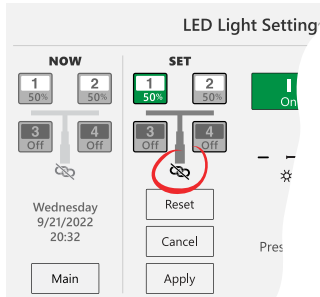 LED Light Setting
NOW
SET
1
50%
2
50%
3
Off
4
Off
1
50%
2
50%
3
Off
4
Off
Wednesday
9/21/2022
20:32
Main
Reset
Cancel
Apply
On